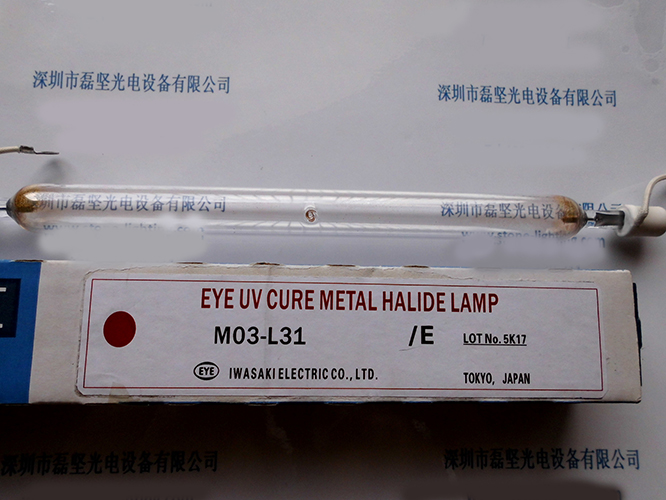 深圳市磊坚光电设备有限公司
深圳市磊坚光电设备有限公司
深圳市磊坚光电设备有限公司
深圳市磊坚光电设备有限公司
EYE UV CURE METAL HALIDE LAMP
M03-L31 /E LOT No. 5K17
EYE IWASAKI ELECTRIC CO., LTD. TOKYO, JAPAN
深圳市磊坚光电设备有限公司
深圳市磊坚光电设备有限公司